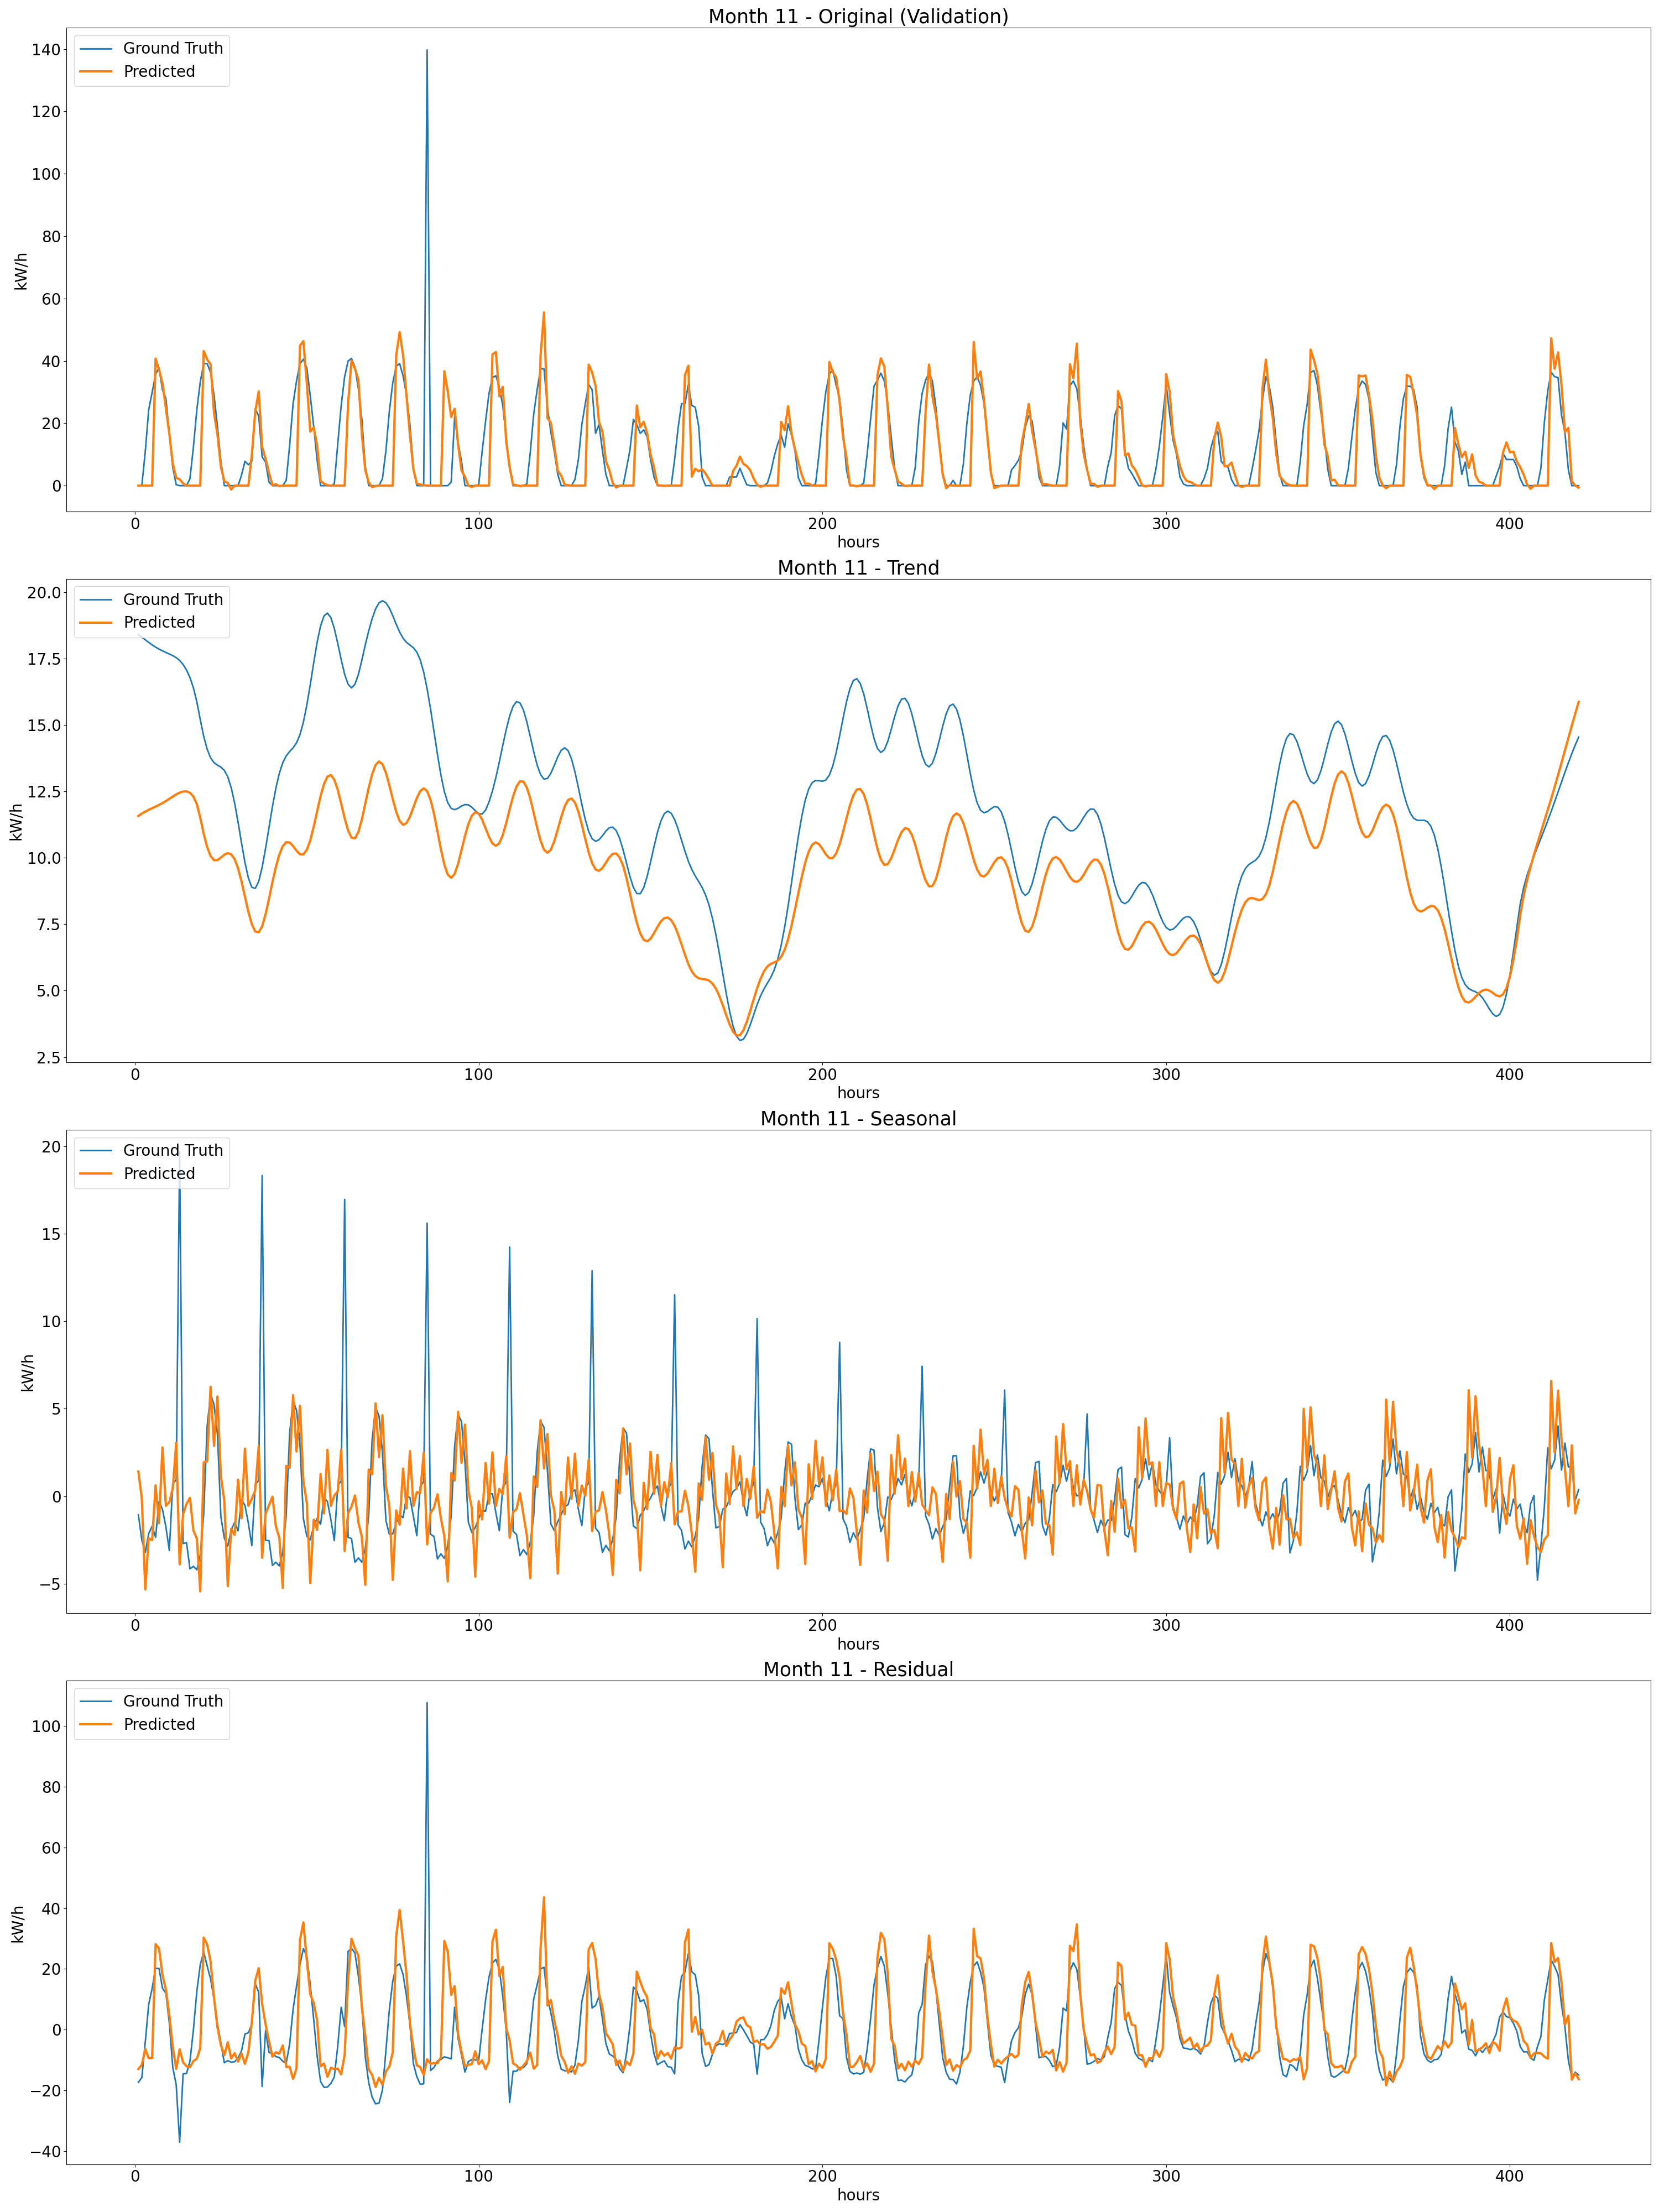 Month 11 - Original (Validation)
Ground Truth
Predicted
140
120
100
80
60
40
20
0
kW/h
0 100 200 300 400
hours
Month 11 - Trend
Ground Truth
Predicted
20.0
17.5
15.0
12.5
10.0
7.5
5.0
2.5
kW/h
0 100 200 300 400
hours
Month 11 - Seasonal
Ground Truth
Predicted
20
15
10
5
0
−5
kW/h
0 100 200 300 400
hours
Month 11 - Residual
Ground Truth
Predicted
100
80
60
40
20
0
−20
−40
kW/h
0 100 200 300 400
hours